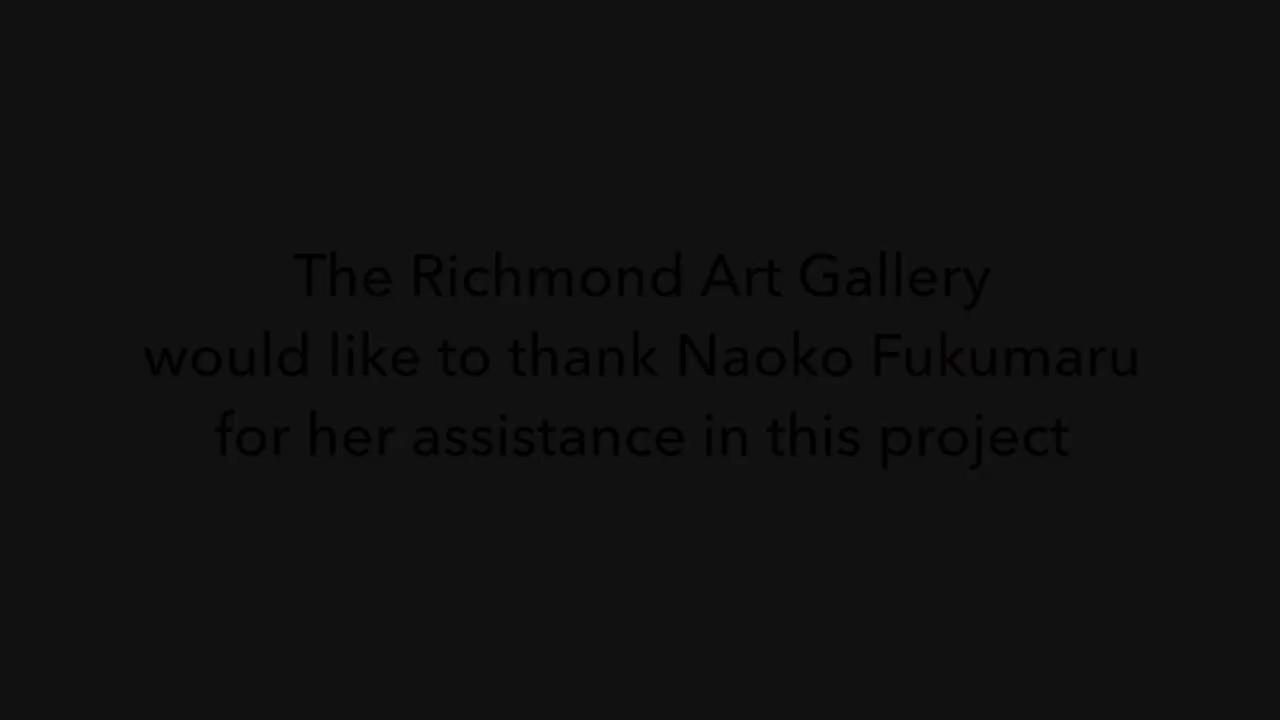 The Richmond Art Gallery
would like to thank Naoko Fukumaru
for her assistance in this project